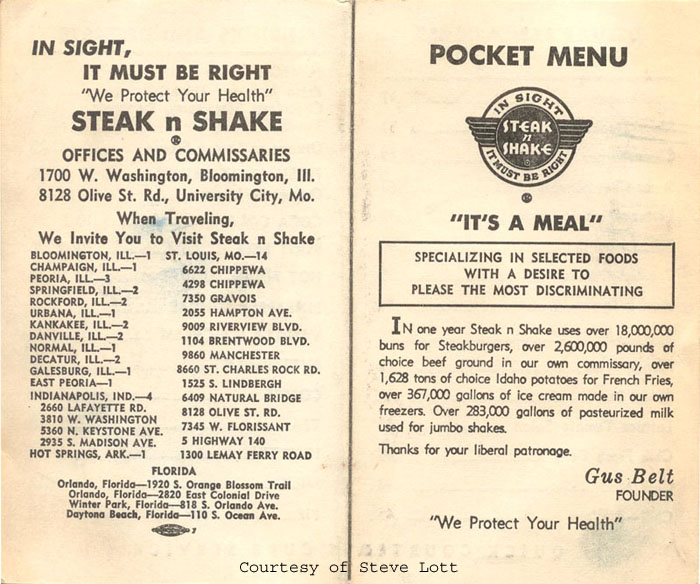 IN SIGHT,
IT MUST BE RIGHT
"We Protect Your Health"
STEAK n SHAKE
®
OFFICES AND COMMISSARIES
1700 W. Washington, Bloomington, Ill.
8128 Olive St. Rd., University City, Mo.
When Traveling,
We Invite You to Visit Steak n Shake
BLOOMINGTON, ILL.—1
CHAMPAIGN, ILL.—1
PEORIA, ILL.—3
SPRINGFIELD, ILL.—2
ROCKFORD, ILL.—2
URBANA, ILL.—1
KANKAKEE, ILL.—2
DANVILLE, ILL.—2
NORMAL, ILL.—1
DECATUR, ILL.—2
GALESBURG, ILL.—1
EAST PEORIA—1
INDIANAPOLIS, IND.—4
2660 LAFAYETTE RD.
3810 W. WASHINGTON
5360 N. KEYSTONE AVE.
2935 S. MADISON AVE.
HOT SPRINGS, ARK.—1
ST. LOUIS, MO.—14
6622 CHIPPEWA
4298 CHIPPEWA
7350 GRAVOIS
2055 HAMPTON AVE.
9009 RIVERVIEW BLVD.
1104 BRENTWOOD BLVD.
9860 MANCHESTER
8660 ST. CHARLES ROCK RD.
1525 S. LINDBERGH
6409 NATURAL BRIDGE
8128 OLIVE ST. RD.
7345 W. FLORISSANT
5 HIGHWAY 140
1300 LEMAY FERRY ROAD
FLORIDA
Orlando, Florida—1920 S. Orange Blossom Trail
Orlando, Florida—2820 East Colonial Drive
Winter Park, Florida—818 S. Orlando Ave.
Daytona Beach, Florida—110 S. Ocean Ave.
7
POCKET MENU
IN SIGHT
STEAK
n
SHAKE
IT MUST BE RIGHT
®
"IT'S A MEAL"
SPECIALIZING IN SELECTED FOODS
WITH A DESIRE TO
PLEASE THE MOST DISCRIMINATING
IN one year Steak n Shake uses over 18,000,000
buns for Steakburgers, over 2,600,000 pounds of
choice beef ground in our own commissary, over
1,628 tons of choice Idaho potatoes for French Fries,
over 367,000 gallons of ice cream made in our own
freezers. Over 283,000 gallons of pasteurized milk
used for jumbo shakes.
Thanks for your liberal patronage.
Gus Belt
FOUNDER
"We Protect Your Health"
Courtesy of Steve Lott